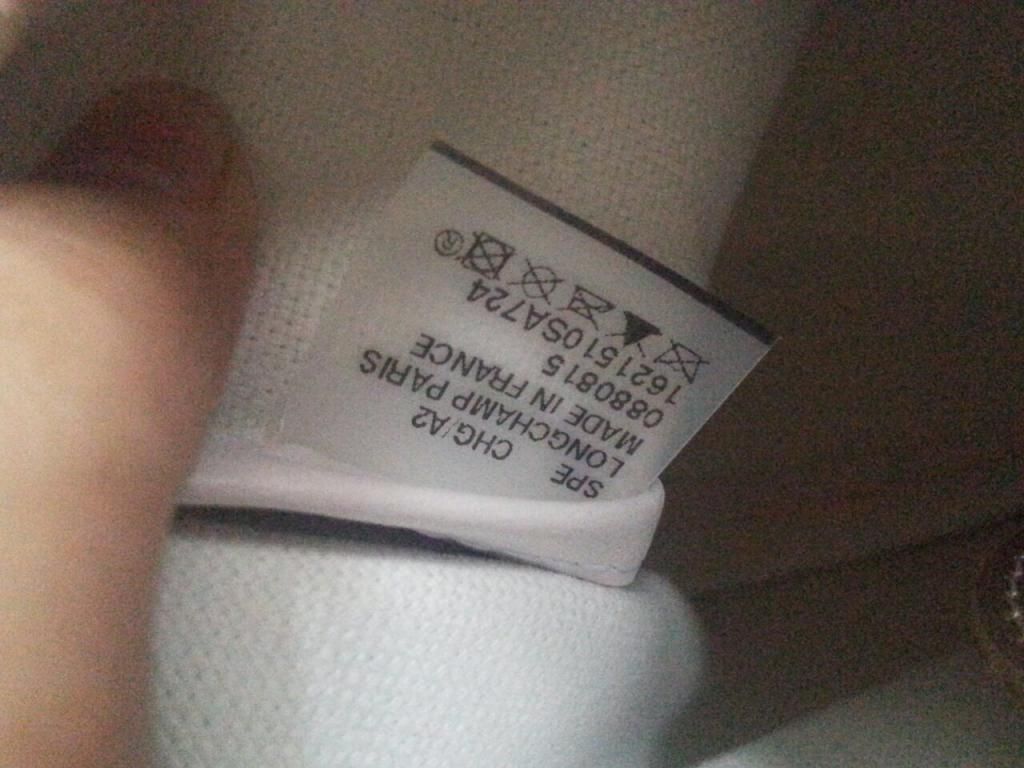 SPE CHG/A2
LONGCHAMP PARIS
MADE IN FRANCE
0880815
1621510SA724
®